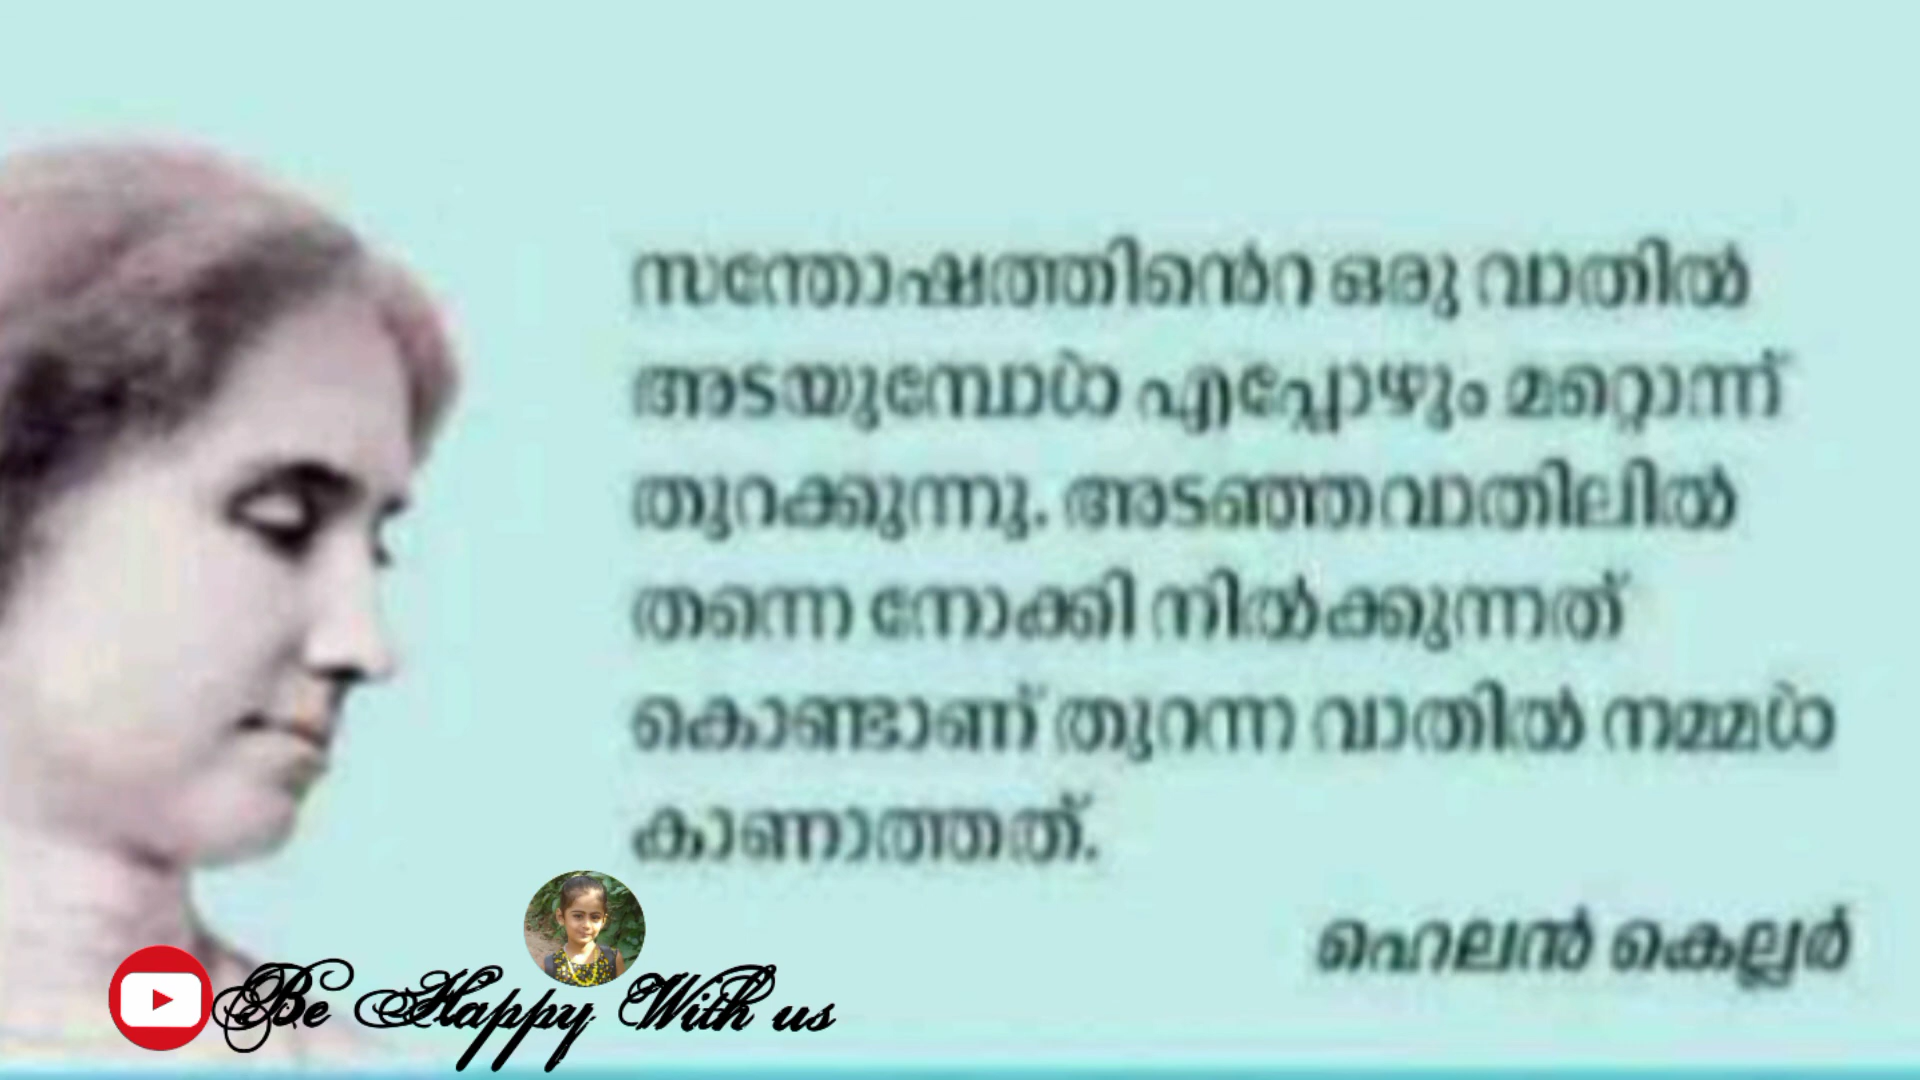 സന്തോഷത്തിൻെറ ഒരു വാതിൽ
അടയുമ്പോൾ എപ്പോഴും മറ്റൊന്ന്
തുറക്കുന്നു. അടഞ്ഞവാതിലിൽ
തന്നെ നോക്കി നിൽക്കുന്നത്
കൊണ്ടാണ് തുറന്ന വാതിൽ നമ്മൾ
കാണാത്തത്.
ഹെലൻ കെല്ലർ
Be Happy With us